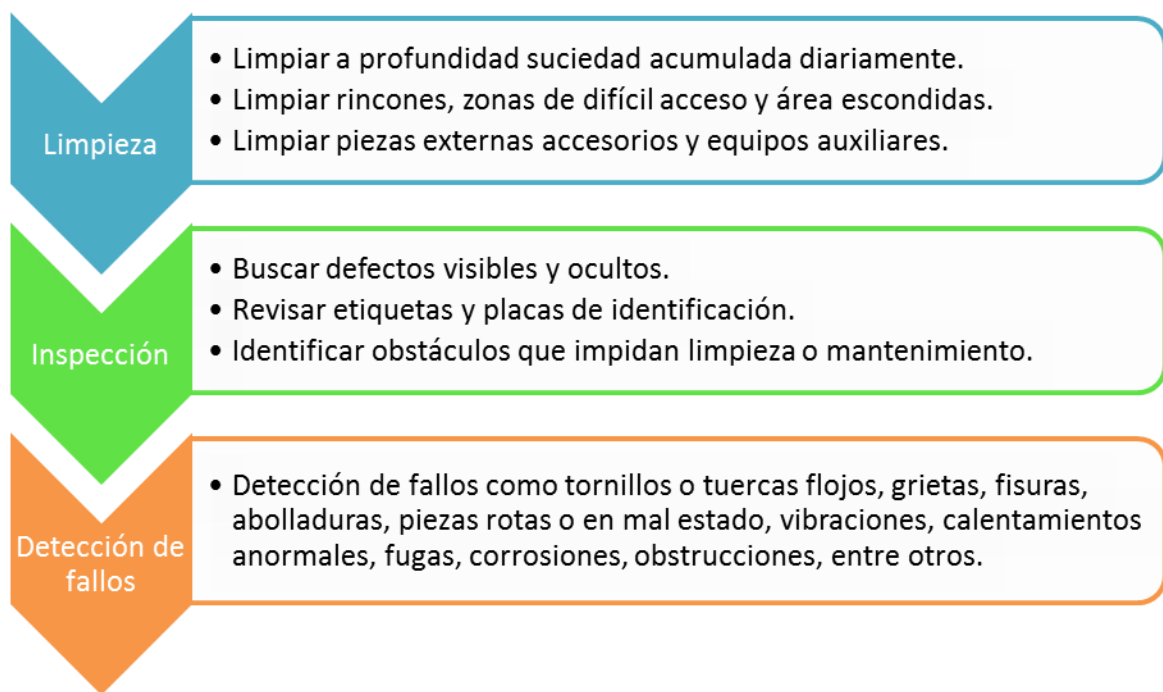 Limpieza
• Limpiar a profundidad suciedad acumulada diariamente.
• Limpiar rincones, zonas de difícil acceso y área escondidas.
• Limpiar piezas externas accesorios y equipos auxiliares.
Inspección
• Buscar defectos visibles y ocultos.
• Revisar etiquetas y placas de identificación.
• Identificar obstáculos que impidan limpieza o mantenimiento.
Detección de
fallos
• Detección de fallos como tornillos o tuercas flojos, grietas, fisuras,
abolladuras, piezas rotas o en mal estado, vibraciones, calentamientos
anormales, fugas, corrosiones, obstrucciones, entre otros.